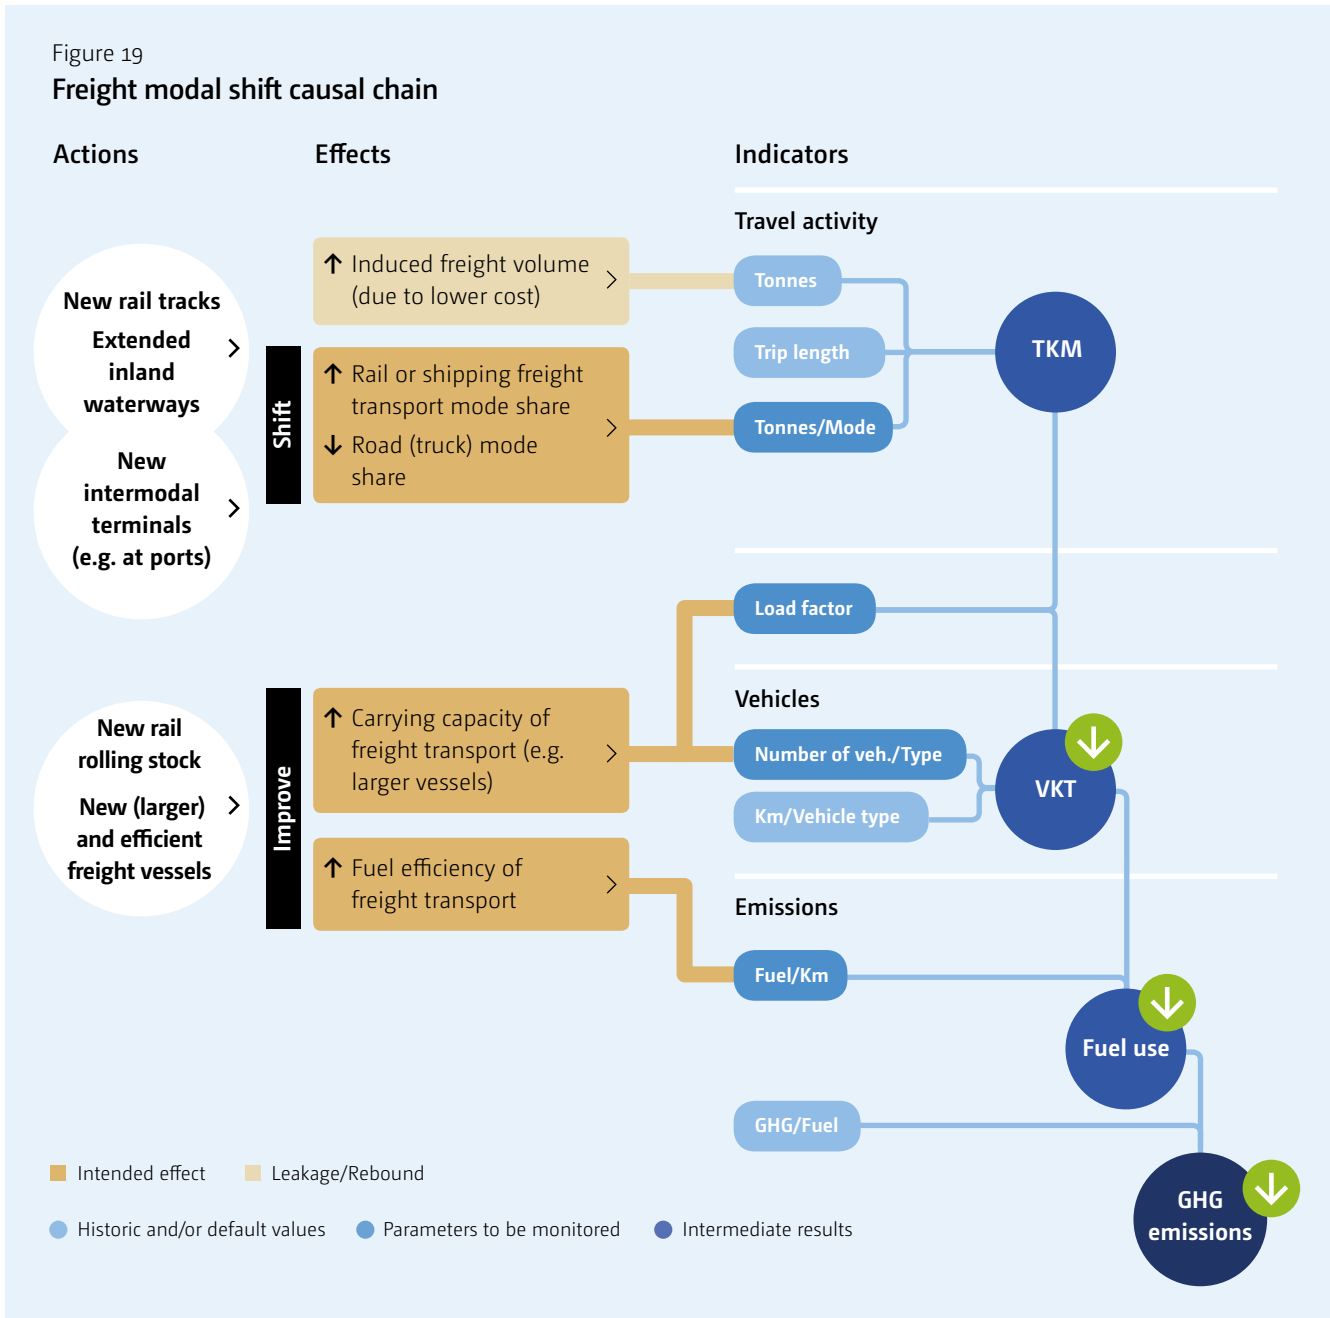 Figure 19
Freight modal shift causal chain
Actions
Effects
Indicators
New rail tracks
Extended
inland
waterways
New
intermodal
terminals
(e.g. at ports)
New rail
rolling stock
New (larger)
and efficient
freight vessels
Shift
Improve
Induced freight volume
(due to lower cost)
Rail or shipping freight
transport mode share
Road (truck) mode
share
Carrying capacity of
freight transport (e.g.
larger vessels)
Fuel efficiency of
freight transport
Travel activity
Tonnes
Trip length
Tonnes/Mode
TKM
Load factor
Vehicles
Number of veh./Type
Km/Vehicle type
VKT
Emissions
Fuel/Km
Fuel use
GHG/Fuel
GHG
emissions
Intended effect
Leakage/Rebound
Historic and/or default values
Parameters to be monitored
Intermediate results